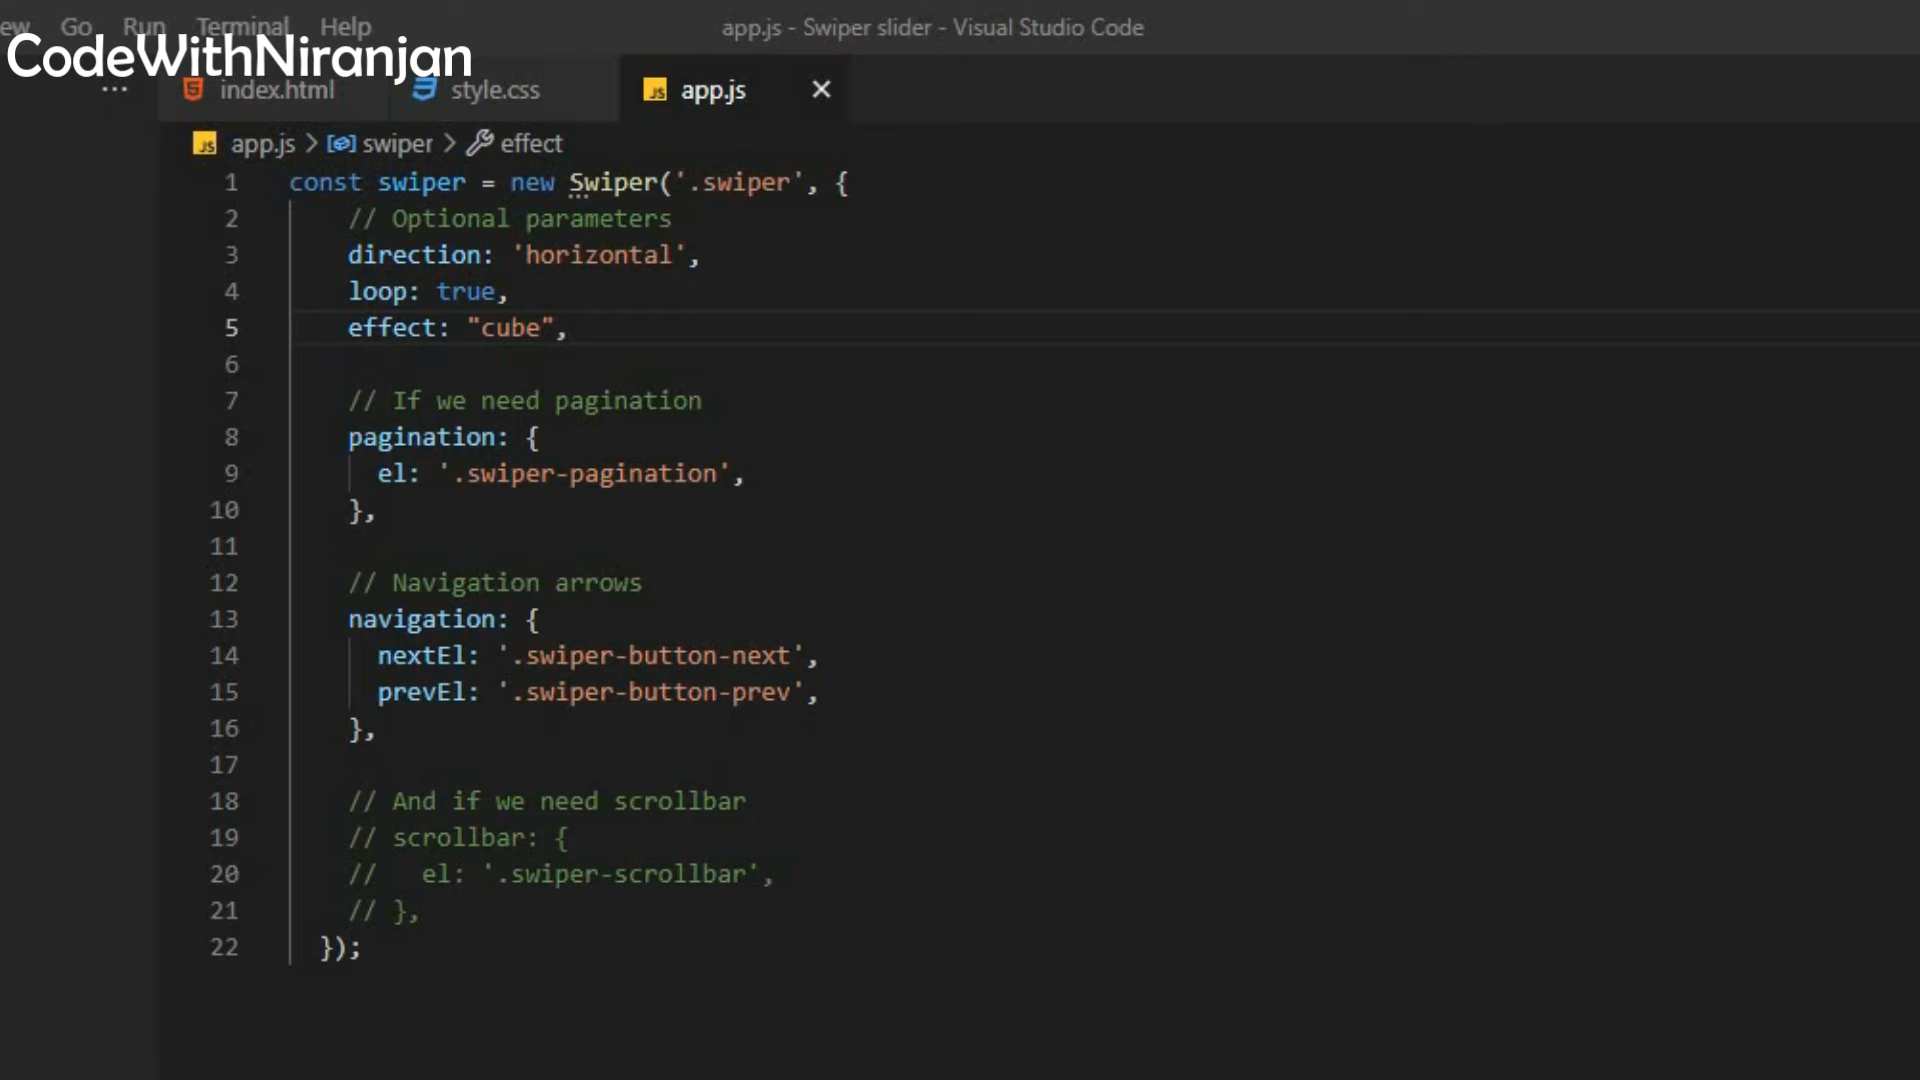 ew Go Run Terminal Help
app.js - Swiper slider - Visual Studio Code
CodeWithNiranjan
... index.html style.css app.js
app.js > swiper > effect
1 const swiper = new Swiper('.swiper', {
2 // Optional parameters
3 direction: 'horizontal',
4 loop: true,
5 effect: "cube",
6
7 // If we need pagination
8 pagination: {
9 el: '.swiper-pagination',
10 },
11
12 // Navigation arrows
13 navigation: {
14 nextEl: '.swiper-button-next',
15 prevEl: '.swiper-button-prev',
16 },
17
18 // And if we need scrollbar
19 // scrollbar: {
20 // el: '.swiper-scrollbar',
21 // },
22 });